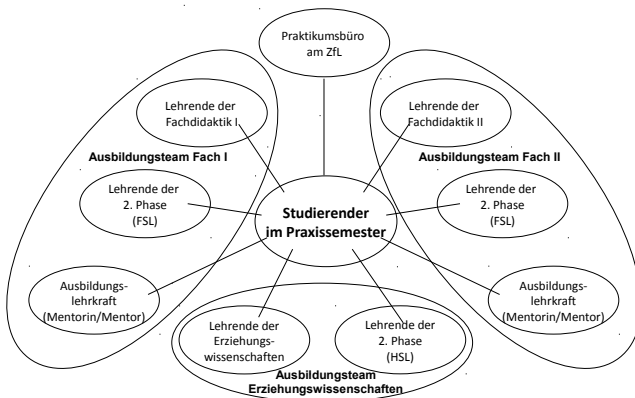 Praktikumsbüro
am ZfL
Lehrende der
Fachdidaktik I
Ausbildungsteam Fach I
Lehrende der
2. Phase
(FSL)
Ausbildungs-
lehrkraft
(Mentorin/Mentor)
Lehrende der
Fachdidaktik II
Ausbildungsteam Fach II
Lehrende der
2. Phase
(FSL)
Ausbildungs-
lehrkraft
(Mentorin/Mentor)
Studierender
im Praxissemester
Lehrende der
Erziehungs-
wissenschaften
Lehrende der
2. Phase
(HSL)
Ausbildungsteam
Erziehungswissenschaften